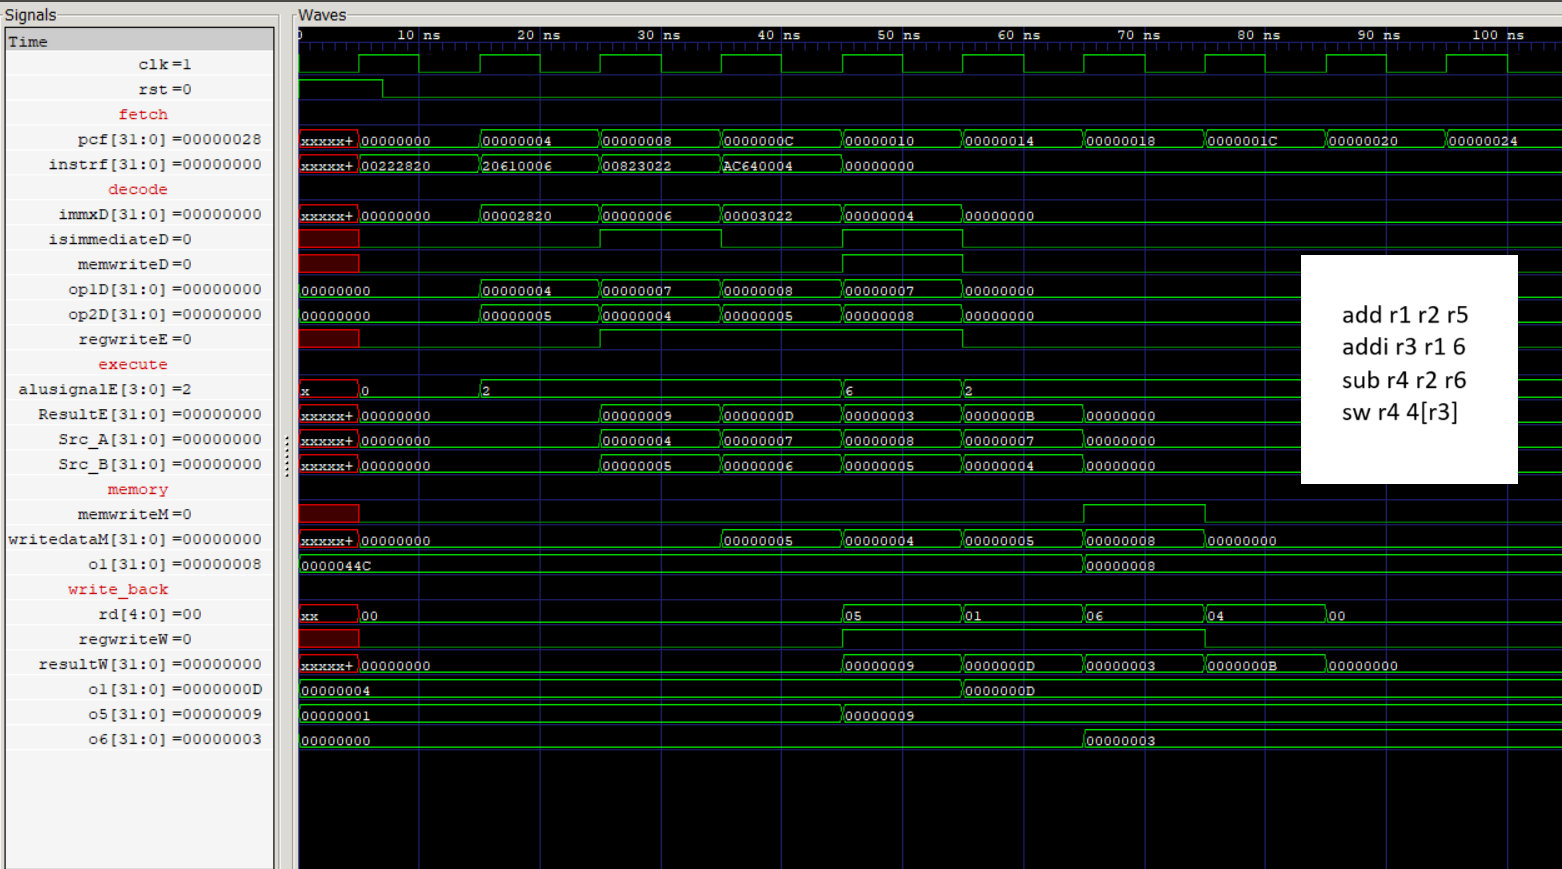 Signals
Waves
Time
0 10 ns 20 ns 30 ns 40 ns 50 ns 60 ns 70 ns 80 ns 90 ns 100 ns
clk=1
rst=0
fetch
pcf[31:0]=00000028 xxxxx+ 00000000 00000004 00000008 0000000C 00000010 00000014 00000018 0000001C 00000020 00000024
instrf[31:0]=00000000 xxxxx+ 00222820 20610006 00823022 AC640004 00000000
decode
immxD[31:0]=00000000 xxxxx+ 00000000 00002820 00000006 00003022 00000004 00000000
isimmediateD=0
memwriteD=0
op1D[31:0]=00000000 00000000 00000004 00000007 00000008 00000007 00000000
op2D[31:0]=00000000 00000000 00000005 00000004 00000005 00000008 00000000
regwriteE=0
execute
alusignalE[3:0]=2 x 0 2 6 2
ResultE[31:0]=00000000 xxxxx+ 00000000 00000009 0000000D 00000003 0000000B 00000000
Src_A[31:0]=00000000 xxxxx+ 00000000 00000004 00000007 00000008 00000007 00000000
Src_B[31:0]=00000000 xxxxx+ 00000000 00000005 00000006 00000005 00000004 00000000
memory
memwriteM=0
writedataM[31:0]=00000000 xxxxx+ 00000000 00000005 00000004 00000005 00000008 00000000
o1[31:0]=00000008 0000044C 00000008
write_back
rd[4:0]=00 xx 00 05 01 06 04 00
regwriteW=0
resultW[31:0]=00000000 xxxxx+ 00000000 00000009 0000000D 00000003 0000000B 00000000
o1[31:0]=0000000D 00000004 0000000D
o5[31:0]=00000009 00000001 00000009
o6[31:0]=00000003 00000000 00000003
add r1 r2 r5
addi r3 r1 6
sub r4 r2 r6
sw r4 4[r3]